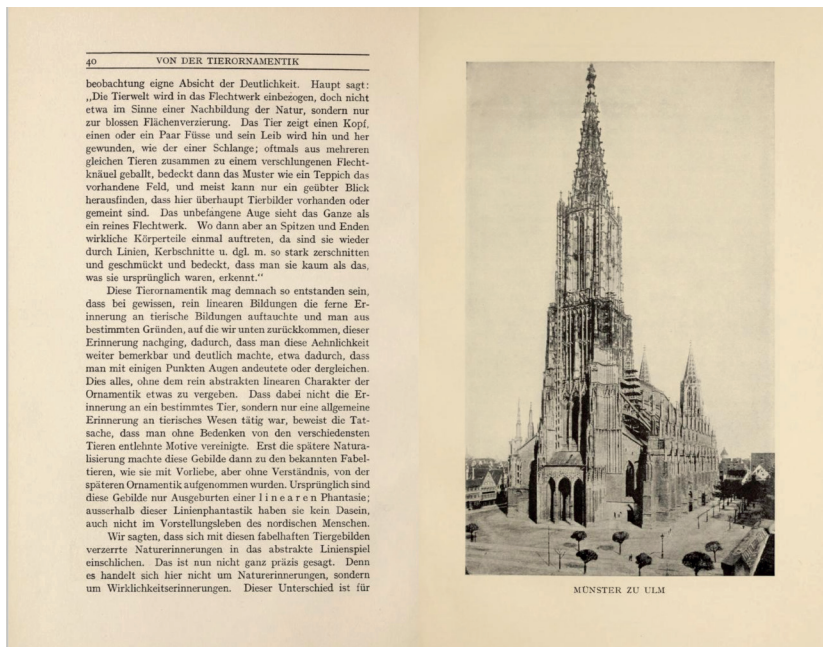 40 VON DER TIERORNAMENTIK
beobachtung eigne Absicht der Deutlichkeit. Haupt sagt:
„Die Tierwelt wird in das Flechtwerk einbezogen, doch nicht
etwa im Sinne einer Nachbildung der Natur, sondern nur
zur blossen Flächenverzierung. Das Tier zeigt einen Kopf,
einen oder ein Paar Füsse und sein Leib wird hin und her
gewunden, wie der einer Schlange; oftmals aus mehreren
gleichen Tieren zusammen zu einem verschlungenen Flecht-
knäuel geballt, bedeckt dann das Muster wie ein Teppich das
vorhandene Feld, und meist kann nur ein geübter Blick
herausfinden, dass hier überhaupt Tierbilder vorhanden oder
gemeint sind. Das unbefangene Auge sieht das Ganze als
ein reines Flechtwerk. Wo dann aber an Spitzen und Enden
wirkliche Körperteile einmal auftreten, da sind sie wieder
durch Linien, Kerbschnitte u. dgl. m. so stark zerschnitten
und geschmückt und bedeckt, dass man sie kaum als das,
was sie ursprünglich waren, erkennt.“
Diese Tierornamentik mag demnach so entstanden sein,
dass bei gewissen, rein linearen Bildungen die ferne Er-
innerung an tierische Bildungen auftauchte und man aus
bestimmten Gründen, auf die wir unten zurückkommen, dieser
Erinnerung nachging, dadurch, dass man diese Aehnlichkeit
weiter bemerkbar und deutlich machte, etwa dadurch, dass
man mit einigen Punkten Augen andeutete oder dergleichen.
Dies alles, ohne dem rein abstrakten linearen Charakter der
Ornamentik etwas zu vergeben. Dass dabei nicht die Er-
innerung an ein bestimmtes Tier, sondern nur eine allgemeine
Erinnerung an tierisches Wesen tätig war, beweist die Tat-
sache, dass man ohne Bedenken von den verschiedensten
Tieren entlehnte Motive vereinigte. Erst die spätere Natura-
lisierung machte diese Gebilde dann zu den bekannten Fabel-
tieren, wie sie mit Vorliebe, aber ohne Verständnis, von der
späteren Ornamentik aufgenommen wurden. Ursprünglich sind
diese Gebilde nur Ausgeburten einer l i n e a r e n Phantasie;
ausserhalb dieser Linienphantastik haben sie kein Dasein,
auch nicht im Vorstellungsleben des nordischen Menschen.
Wir sagten, dass sich mit diesen fabelhaften Tiergebilden
verzerrte Naturerinnerungen in das abstrakte Linienspiel
einschlichen. Das ist nun nicht ganz präzis gesagt. Denn
es handelt sich hier nicht um Naturerinnerungen, sondern
um Wirklichkeitserinnerungen. Dieser Unterschied ist für
MÜNSTER ZU ULM